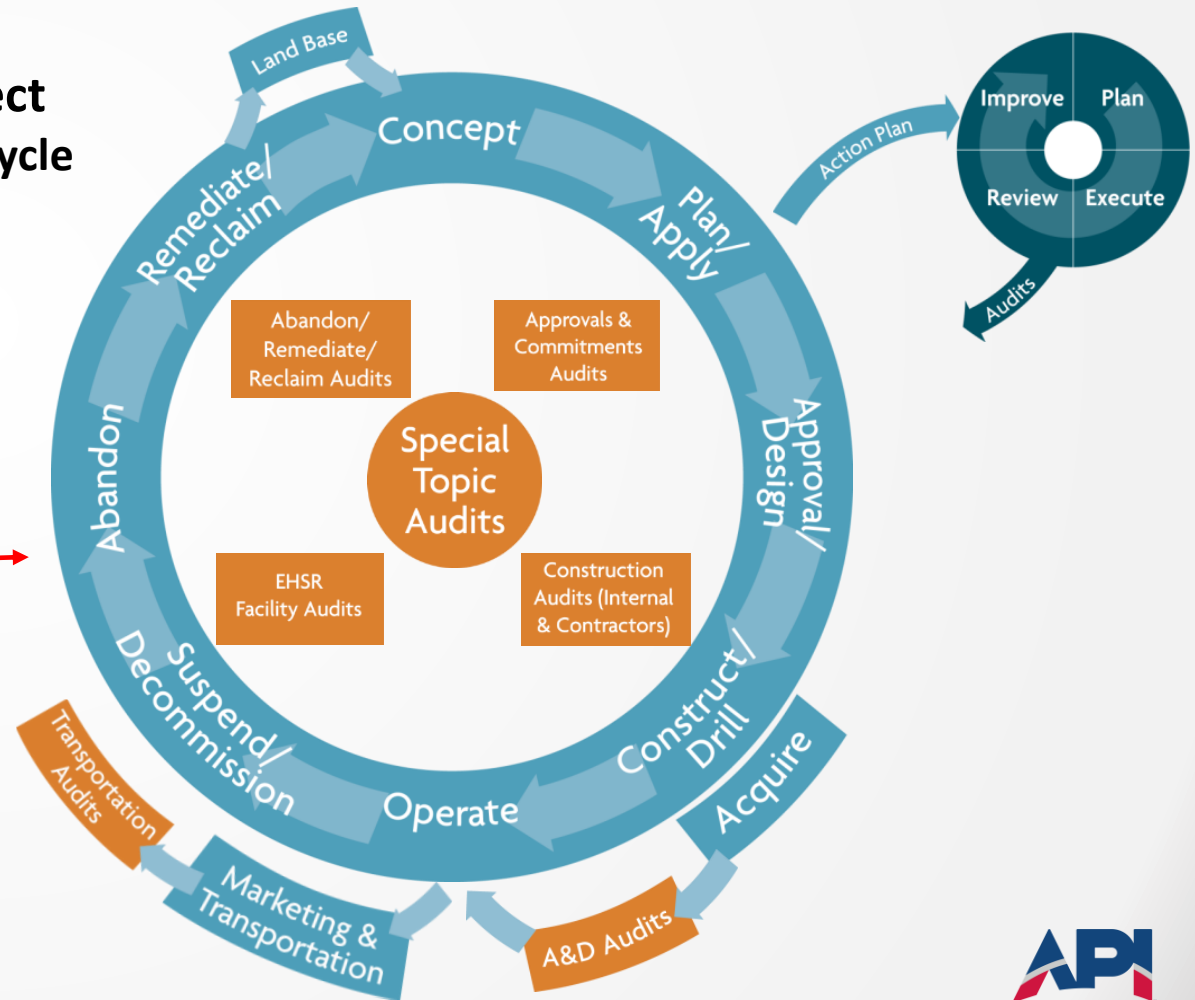 ect
ycle
Land Base
Concept
Plan/
Apply
Approval/
Design
Construct/
Drill
Acquire
A&D Audits
Operate
Marketing &
Transportation
Transportation
Audits
Suspend/
Decommission
Abandon
Remediate/
Reclaim
Abandon/
Remediate/
Reclaim Audits
Approvals &
Commitments
Audits
Special
Topic
Audits
EHSR
Facility Audits
Construction
Audits (Internal
& Contractors)
Action Plan
Improve
Plan
Review
Execute
Audits
API